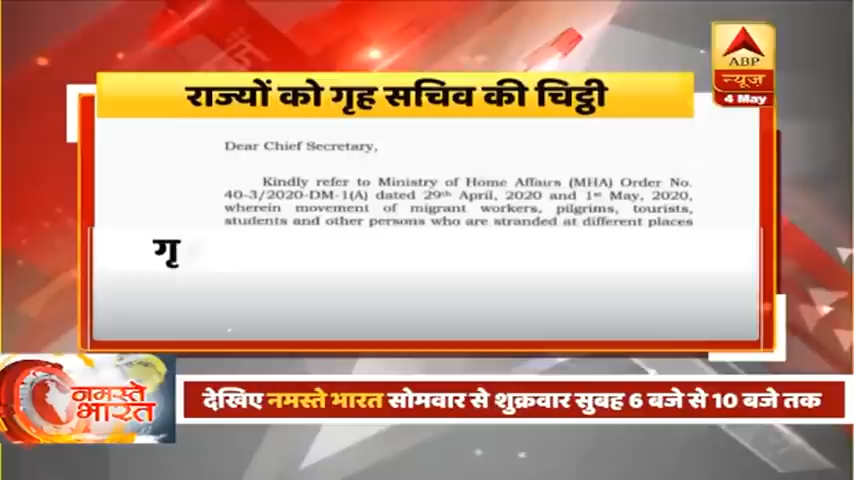 ABP
न्यूज़
4 May
राज्यों को गृह सचिव की चिट्ठी
Dear Chief Secretary,
Kindly refer to Ministry of Home Affairs (MHA) Order No.
40-3/2020-DM-1(A) dated 29th April, 2020 and 1st May, 2020,
wherein movement of migrant workers, pilgrims, tourists,
students and other persons who are stranded at different places
गृ
नमस्ते
भारत
देखिए नमस्ते भारत सोमवार से शुक्रवार सुबह 6 बजे से 10 बजे तक